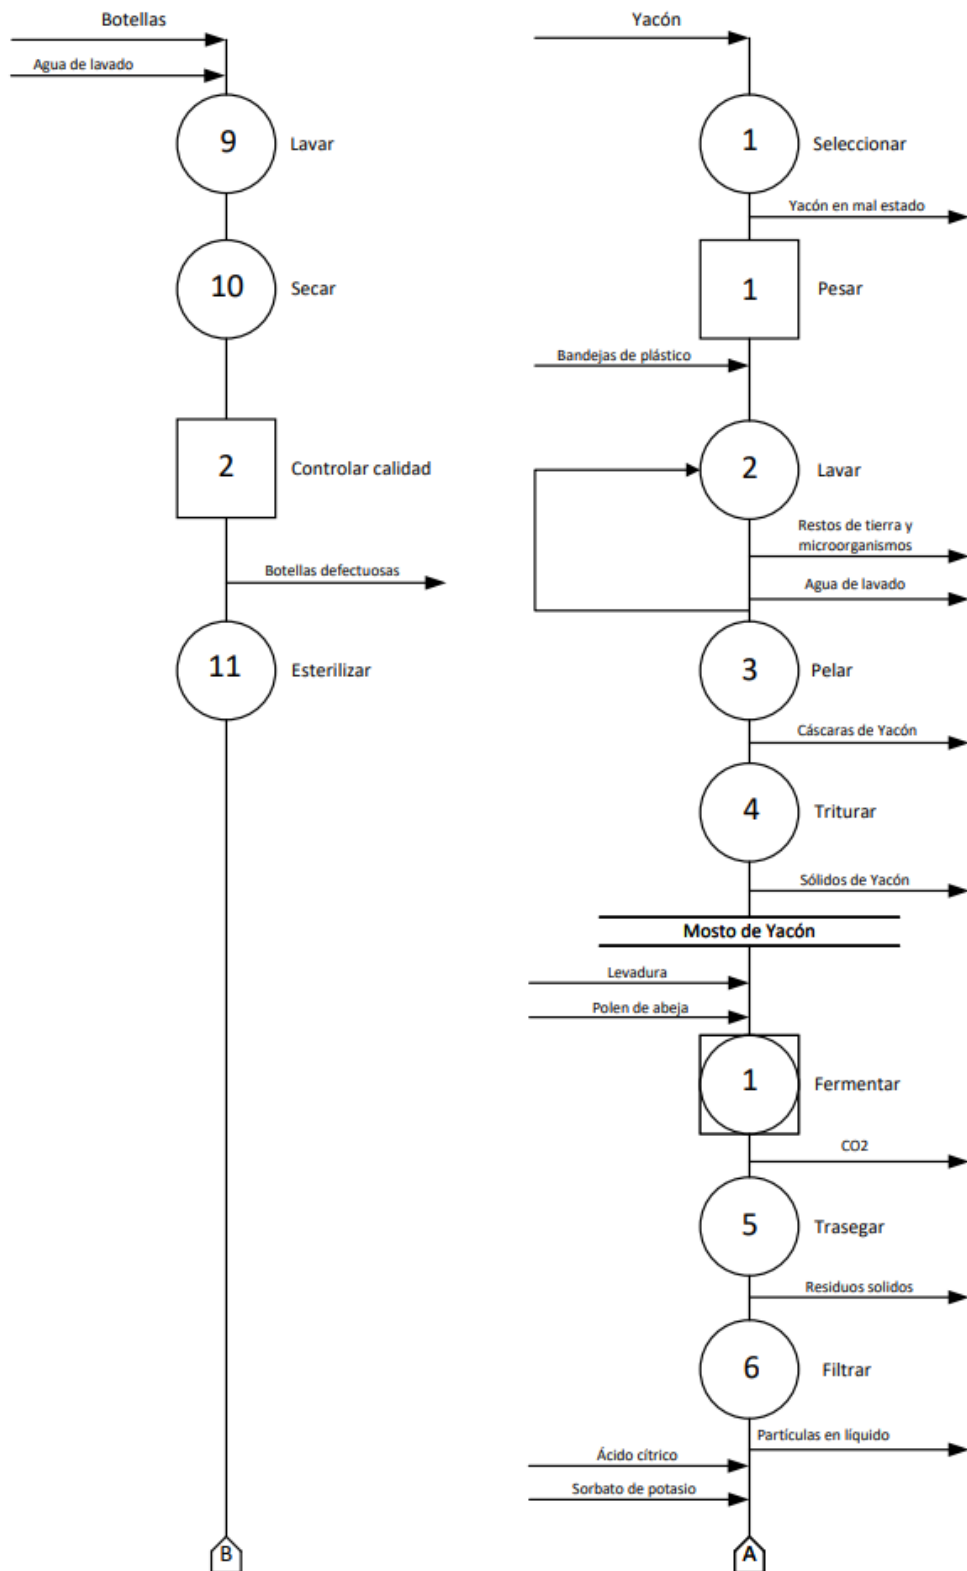 Botellas
Agua de lavado
9
Lavar
10
Secar
2
Controlar calidad
Botellas defectuosas
11
Esterilizar
B
Yacón
1
Seleccionar
Yacón en mal estado
1
Pesar
Bandejas de plástico
2
Lavar
Restos de tierra y
microorganismos
Agua de lavado
3
Pelar
Cáscaras de Yacón
4
Triturar
Sólidos de Yacón
Mosto de Yacón
Levadura
Polen de abeja
1
Fermentar
CO2
5
Trasegar
Residuos solidos
6
Filtrar
Partículas en líquido
Ácido cítrico
Sorbato de potasio
A